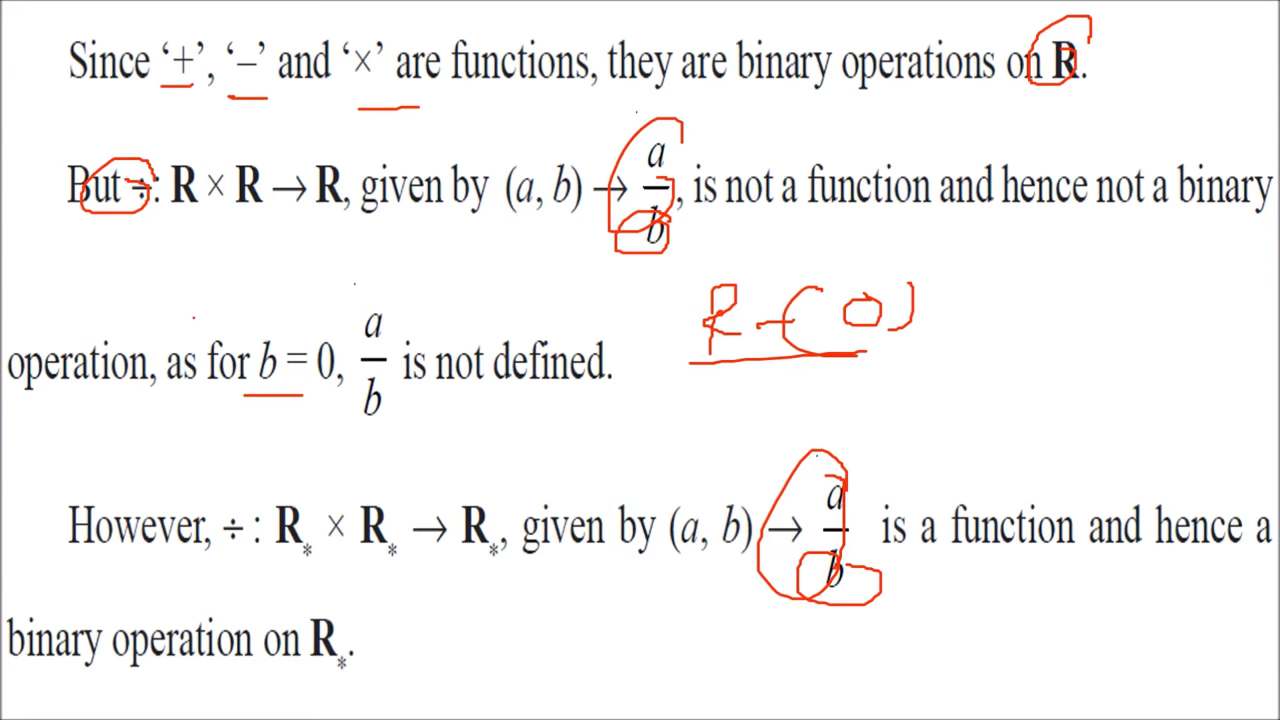 Since ‘+’, ‘–’ and ‘×’ are functions, they are binary operations on R.
But ÷: R × R → R, given by (a, b) → a/b, is not a function and hence not a binary
R - {0}
operation, as for b = 0, a/b is not defined.
However, ÷ : R* × R* → R*, given by (a, b) → a/b is a function and hence a
binary operation on R*.